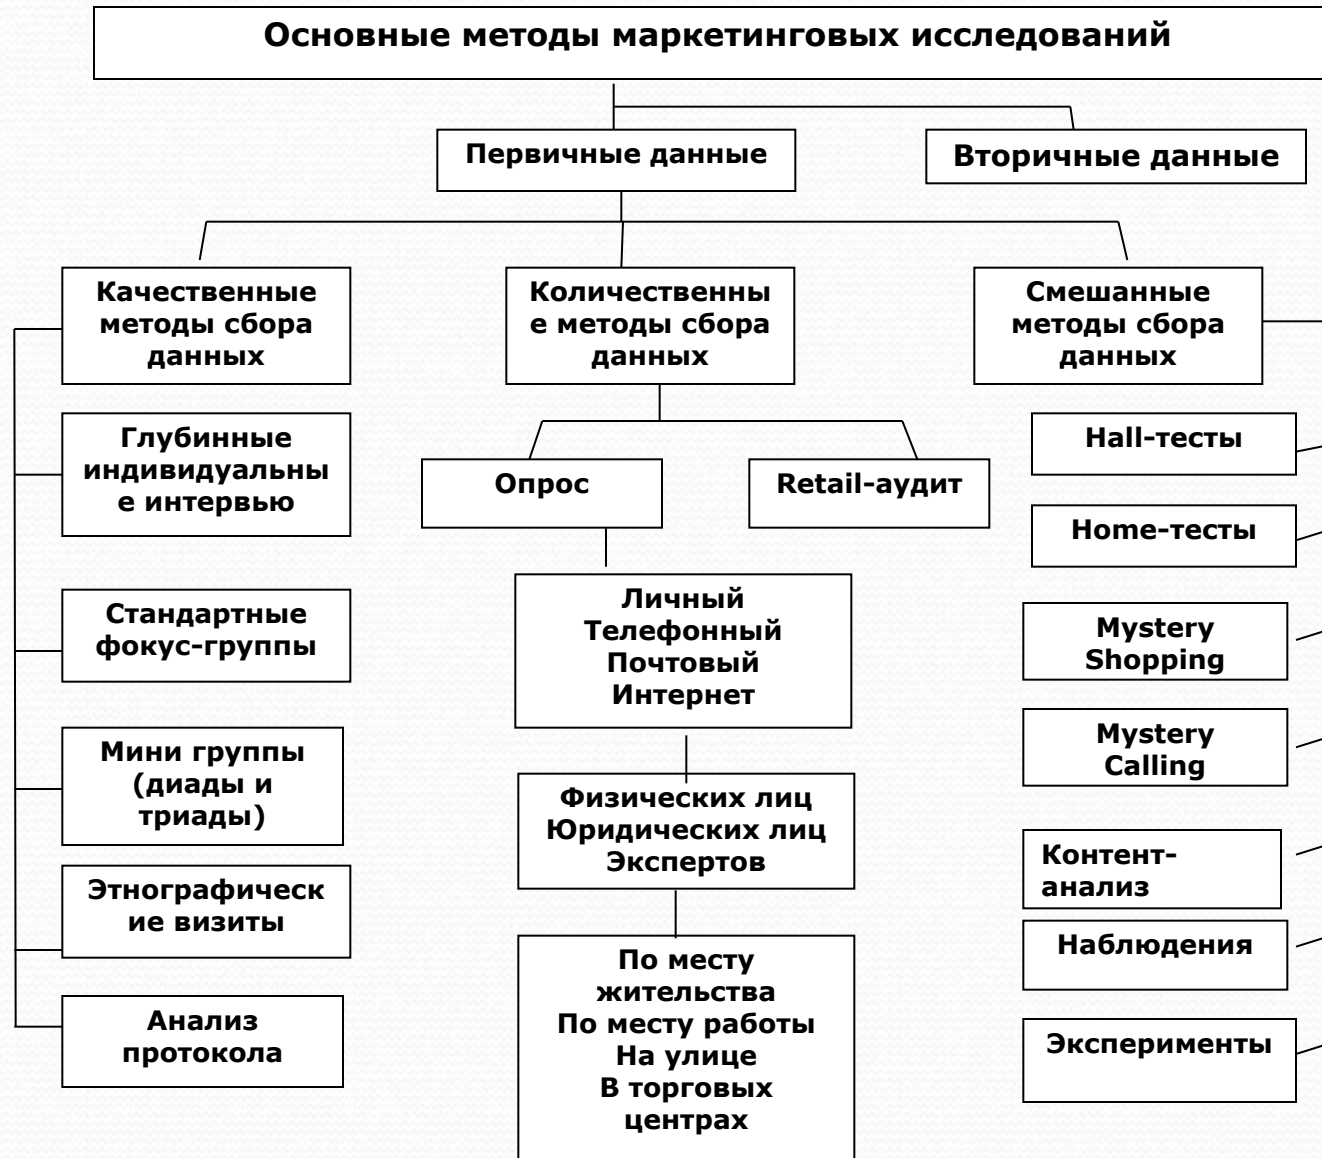 Основные методы маркетинговых исследований
Первичные данные
Вторичные данные
Качественные
методы сбора
данных
Количественны
е методы сбора
данных
Смешанные
методы сбора
данных
Глубинные
индивидуальны
е интервью
Стандартные
фокус-группы
Мини группы
(диады и
триады)
Этнографическ
ие визиты
Анализ
протокола
Опрос
Retail-аудит
Личный
Телефонный
Почтовый
Интернет
Физических лиц
Юридических лиц
Экспертов
По месту
жительства
По месту работы
На улице
В торговых
центрах
Hall-тесты
Home-тесты
Mystery
Shopping
Mystery
Calling
Контент-
анализ
Наблюдения
Эксперименты